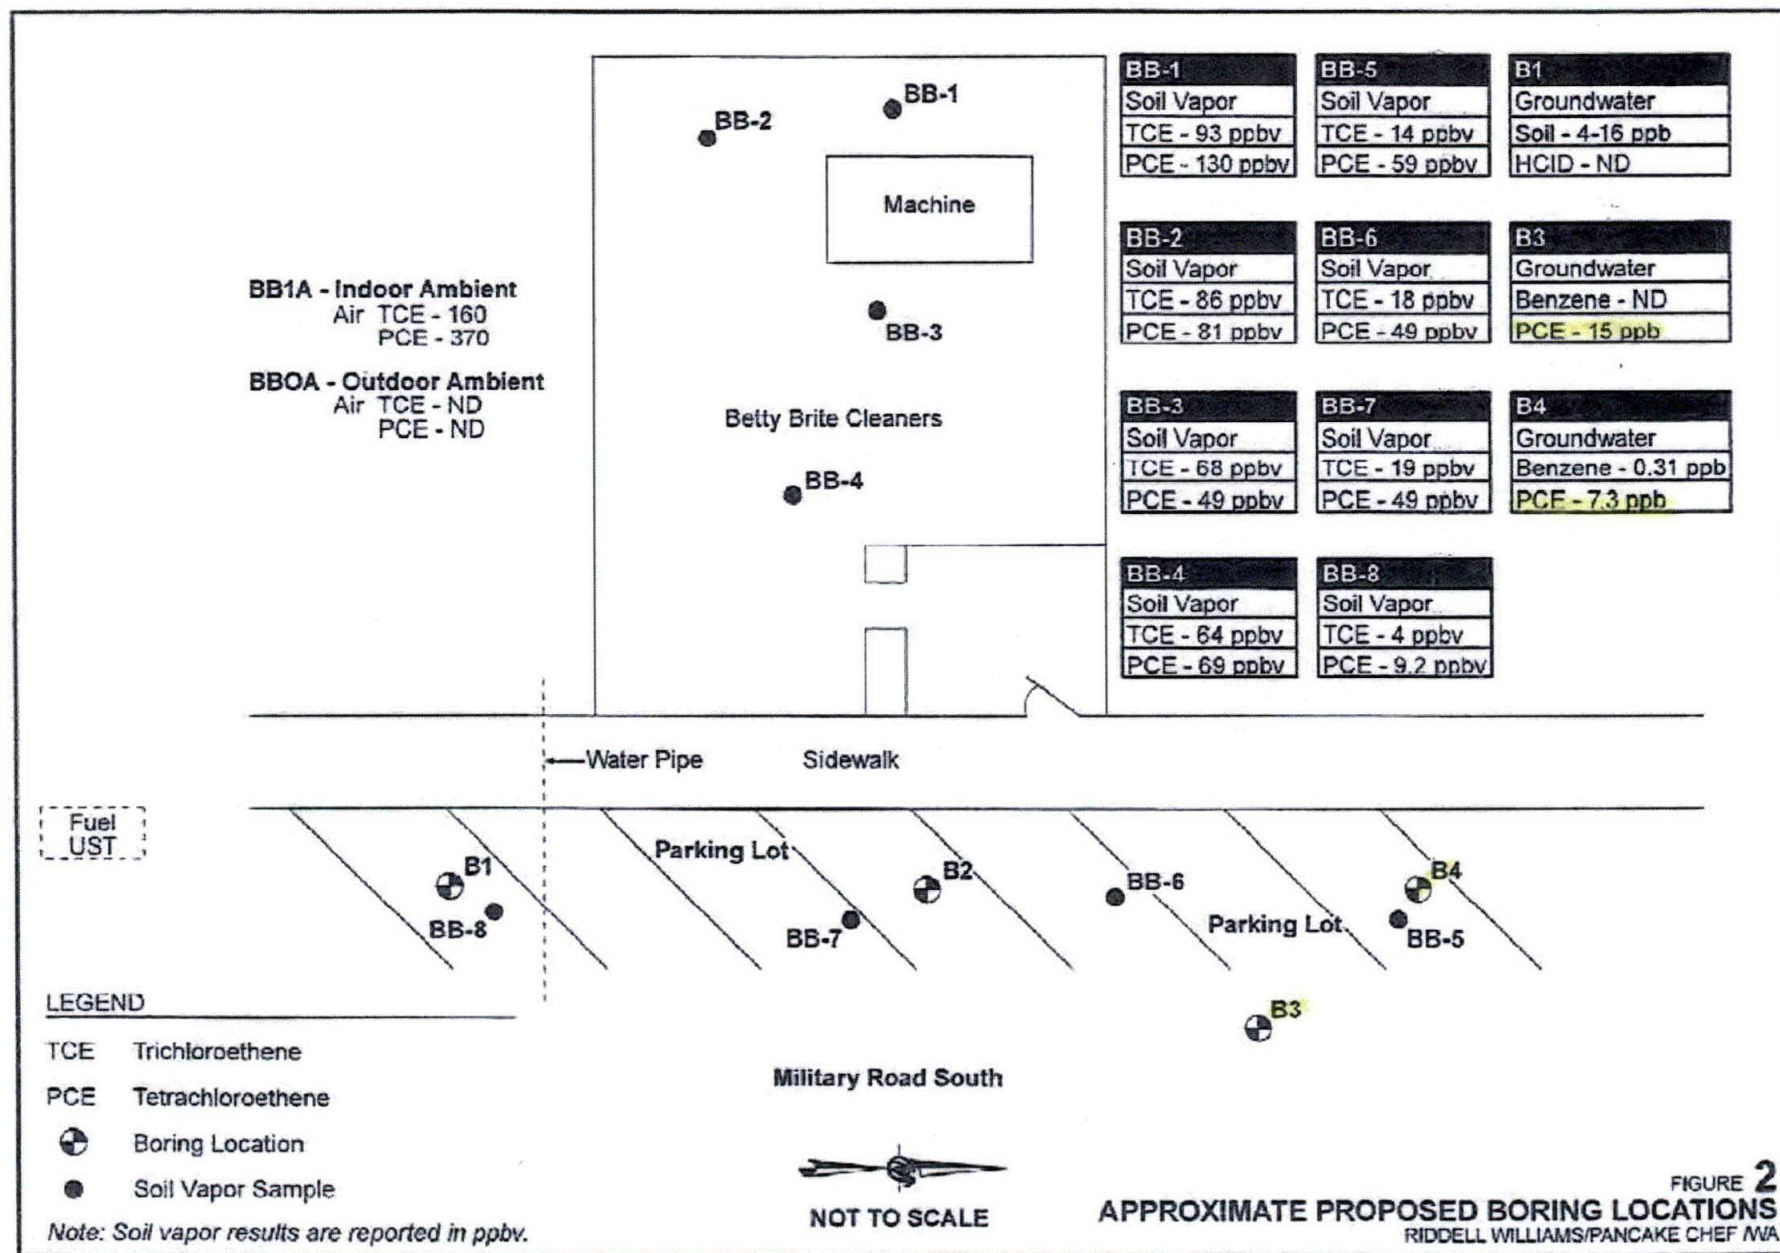 BB-1
BB-2
Machine
BB-3
Betty Brite Cleaners
BB-4
BB1A - Indoor Ambient
Air TCE - 160
PCE - 370
BBOA - Outdoor Ambient
Air TCE - ND
PCE - ND
BB-1
Soil Vapor
TCE - 93 ppbv
PCE - 130 ppbv
BB-5
Soil Vapor
TCE - 14 ppbv
PCE - 59 ppbv
B1
Groundwater
Soil - 4-16 ppb
HCID - ND
BB-2
Soil Vapor
TCE - 86 ppbv
PCE - 81 ppbv
BB-6
Soil Vapor
TCE - 18 ppbv
PCE - 49 ppbv
B3
Groundwater
Benzene - ND
PCE - 15 ppb
BB-3
Soil Vapor
TCE - 68 ppbv
PCE - 49 ppbv
BB-7
Soil Vapor
TCE - 19 ppbv
PCE - 49 ppbv
B4
Groundwater
Benzene - 0.31 ppb
PCE - 7.3 ppb
BB-4
Soil Vapor
TCE - 64 ppbv
PCE - 69 ppbv
BB-8
Soil Vapor
TCE - 4 ppbv
PCE - 9.2 ppbv
Water Pipe
Sidewalk
Fuel
UST
Parking Lot
B1
BB-8
BB-7
B2
BB-6
Parking Lot
B4
BB-5
B3
Military Road South
LEGEND
TCE Trichloroethene
PCE Tetrachloroethene
Boring Location
Soil Vapor Sample
Note: Soil vapor results are reported in ppbv.
NOT TO SCALE
FIGURE 2
APPROXIMATE PROPOSED BORING LOCATIONS
RIDDELL WILLIAMS/PANCAKE CHEF /WA